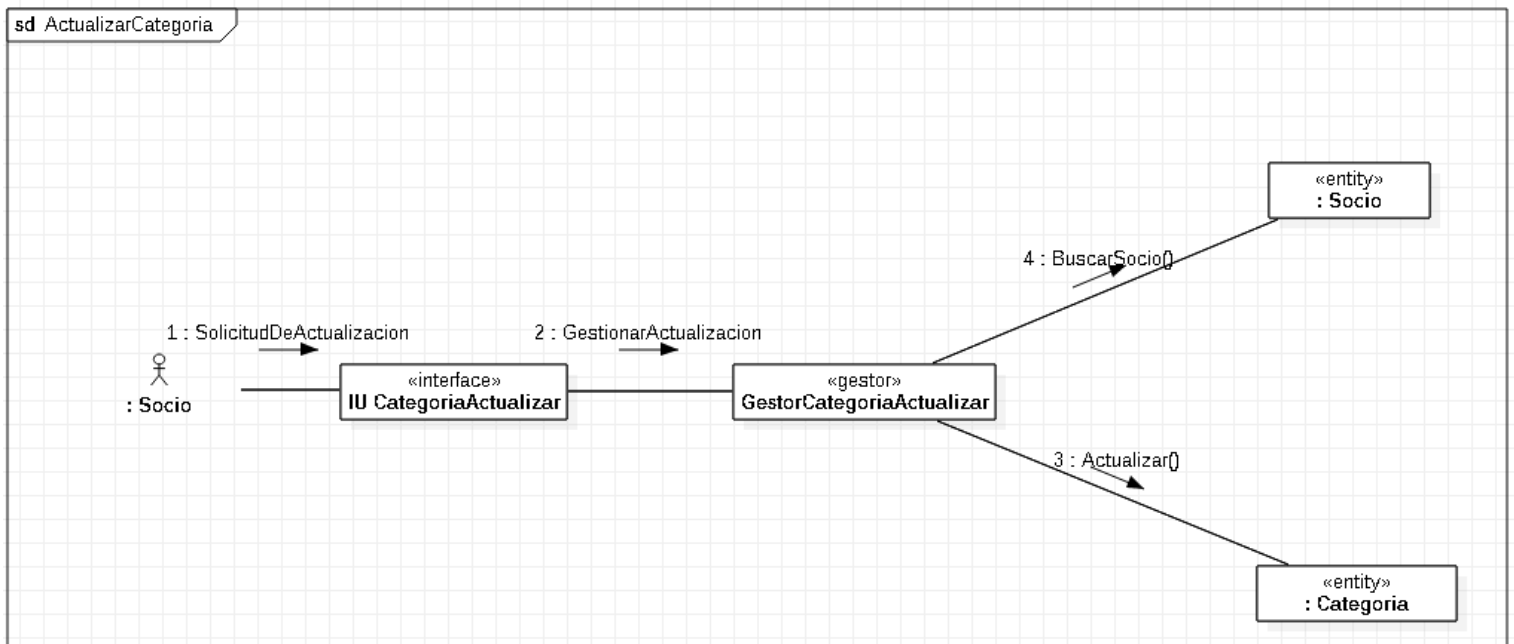 sd ActualizarCategoria
«entity»
: Socio
4 : BuscarSocio()
1 : SolicitudDeActualizacion
2 : GestionarActualizacion
: Socio
«interface»
IU CategoriaActualizar
«gestor»
GestorCategoriaActualizar
3 : Actualizar()
«entity»
: Categoria